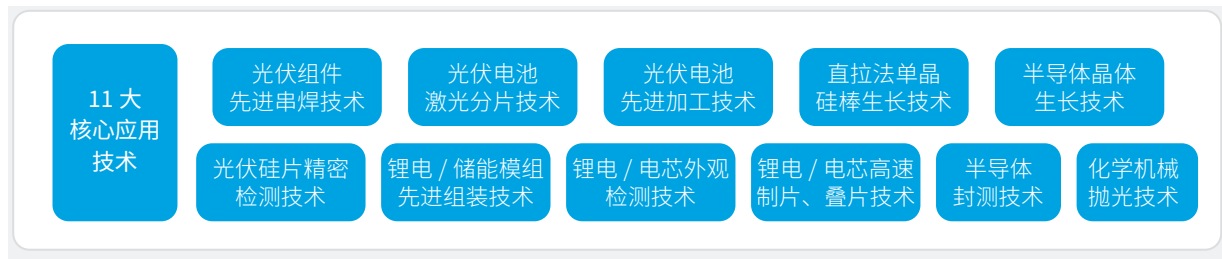 11 大
核心应用
技术
光伏组件
先进串焊技术
光伏电池
激光分片技术
光伏电池
先进加工技术
直拉法单晶
硅棒生长技术
半导体晶体
生长技术
光伏硅片精密
检测技术
锂电 / 储能模组
先进组装技术
锂电 / 电芯外观
检测技术
锂电 / 电芯高速
制片、叠片技术
半导体
封测技术
化学机械
抛光技术